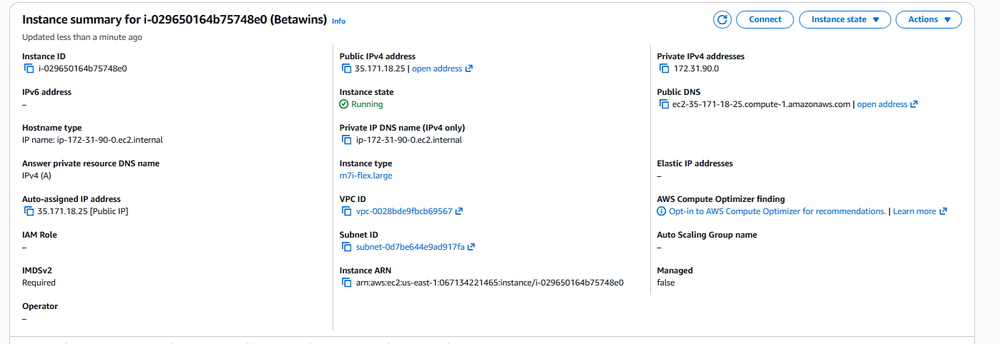 Instance summary for i-029650164b75748e0 (Betawins) Info
Connect
Instance state
Actions
Updated less than a minute ago
Instance ID
i-029650164b75748e0
Public IPv4 address
35.171.18.25 | open address
Private IPv4 addresses
172.31.90.0
IPv6 address
–
Instance state
Running
Public DNS
ec2-35-171-18-25.compute-1.amazonaws.com | open address
Hostname type
IP name: ip-172-31-90-0.ec2.internal
Private IP DNS name (IPv4 only)
ip-172-31-90-0.ec2.internal
Answer private resource DNS name
IPv4 (A)
Instance type
m7i-flex.large
Elastic IP addresses
–
Auto-assigned IP address
35.171.18.25 [Public IP]
VPC ID
vpc-0028bde9fbcb69567
AWS Compute Optimizer finding
Opt-in to AWS Compute Optimizer for recommendations. | Learn more
IAM Role
–
Subnet ID
subnet-0d7be644e9ad917fa
Auto Scaling Group name
–
IMDSv2
Required
Instance ARN
arn:aws:ec2:us-east-1:067134221465:instance/i-029650164b75748e0
Managed
false
Operator
–